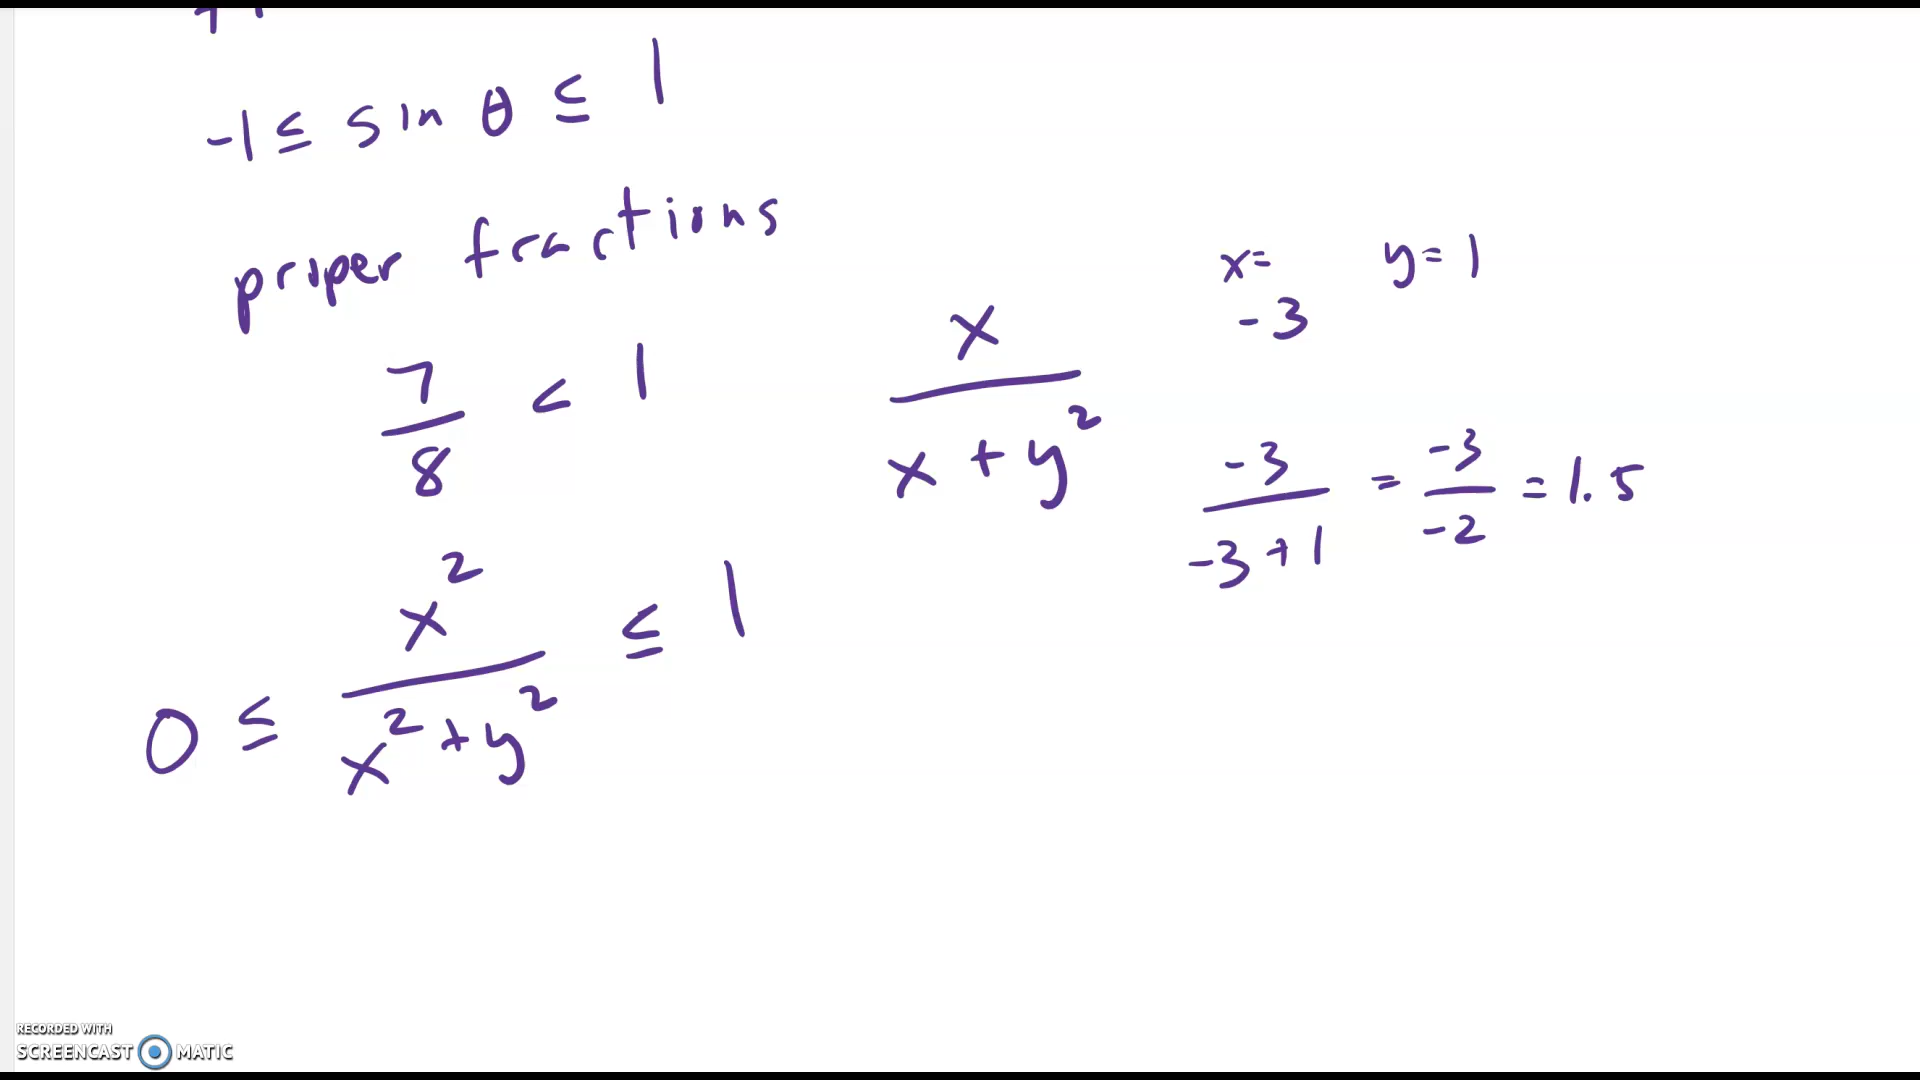 -1 ≤ sin θ ≤ 1
proper fractions
7/8 < 1
x/(x + y²)
x = -3 y = 1
-3/(-3 + 1) = -3/-2 = 1.5
0 ≤ x²/(x² + y²) ≤ 1
RECORDED WITH
SCREENCAST MATIC